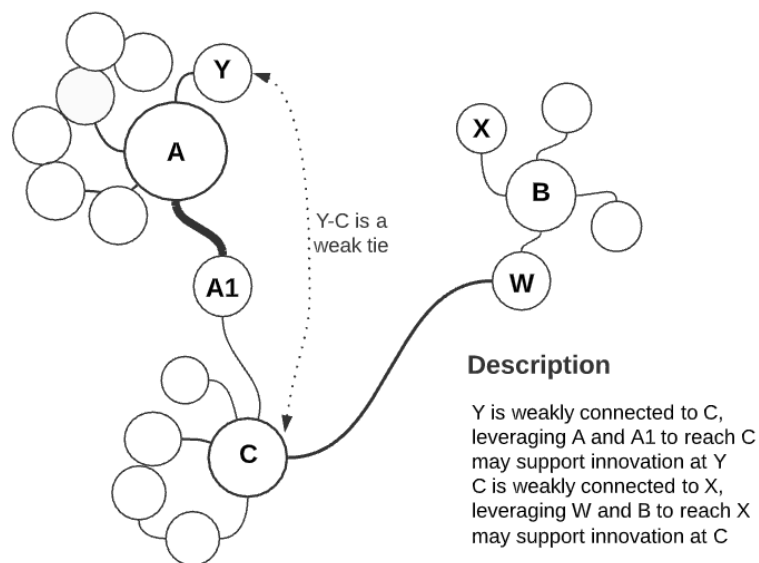 Y
A
X
B
Y-C is a
weak tie
A1
W
C
Description
Y is weakly connected to C,
leveraging A and A1 to reach C
may support innovation at Y
C is weakly connected to X,
leveraging W and B to reach X
may support innovation at C